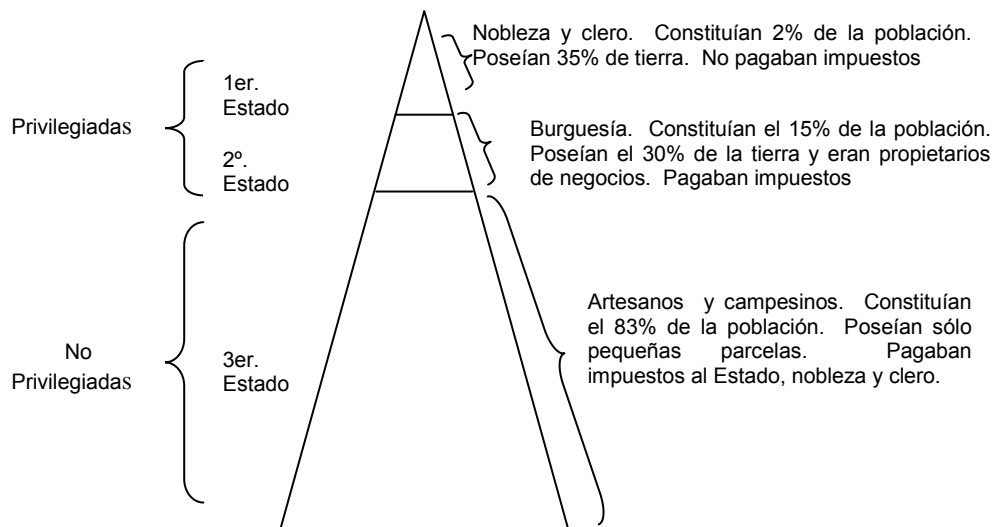 Nobleza y clero. Constituían 2% de la población.
Poseían 35% de tierra. No pagaban impuestos
1er.
Estado
Privilegiadas
2º.
Estado
Burguesía. Constituían el 15% de la población.
Poseían el 30% de la tierra y eran propietarios
de negocios. Pagaban impuestos
No
Privilegiadas
3er.
Estado
Artesanos y campesinos. Constituían
el 83% de la población. Poseían sólo
pequeñas parcelas. Pagaban
impuestos al Estado, nobleza y clero.